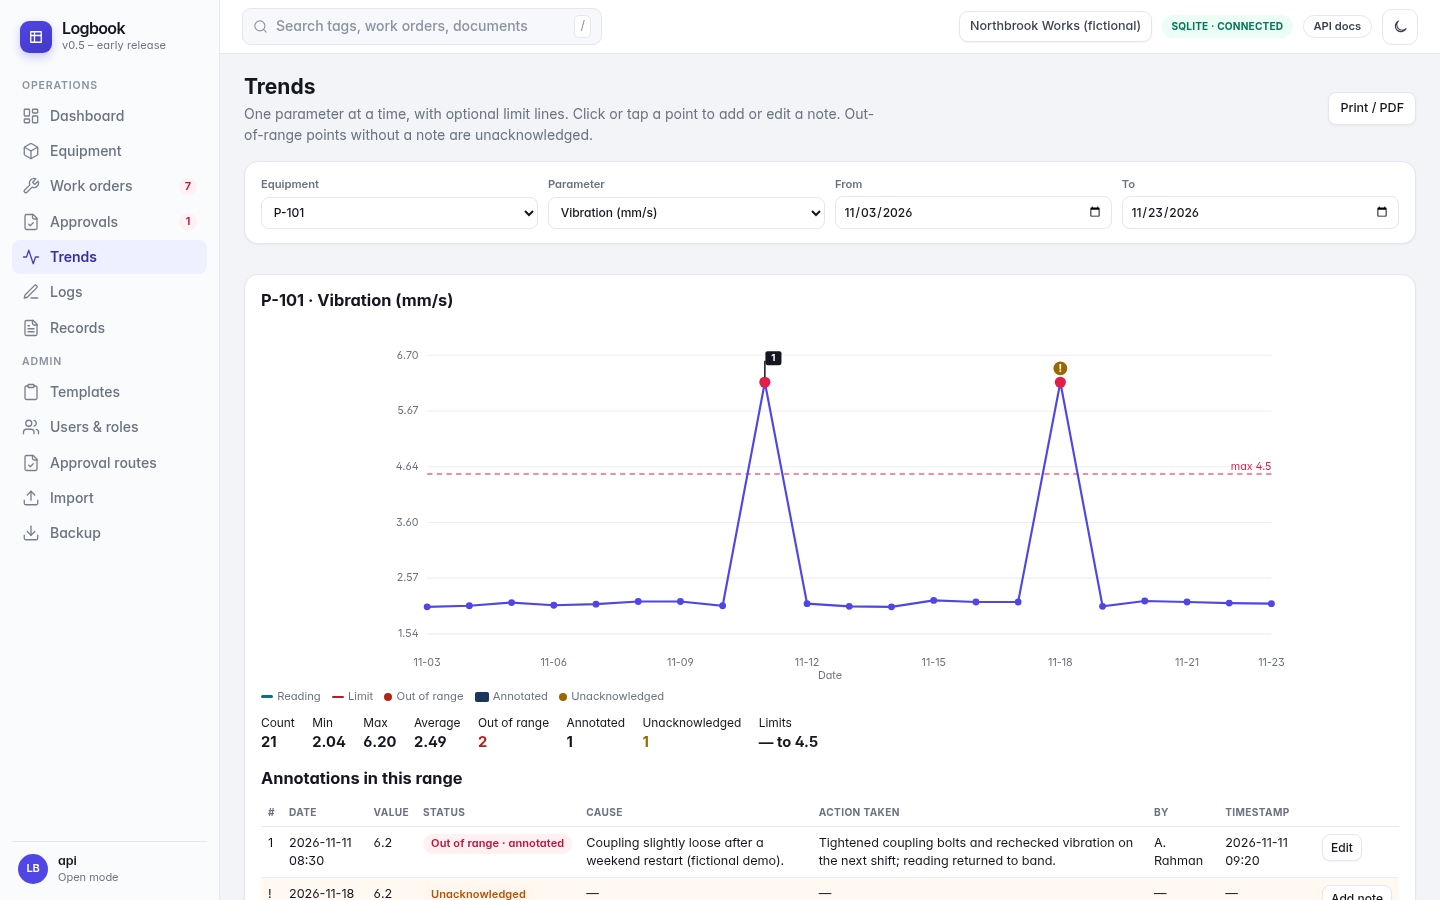 Logbook
v0.5 – early release
OPERATIONS
Dashboard
Equipment
Work orders 7
Approvals 1
Trends
Logs
Records
ADMIN
Templates
Users & roles
Approval routes
Import
Backup
LB
api
Open mode
Search tags, work orders, documents /
Northbrook Works (fictional)
SQLITE · CONNECTED
API docs
Trends
One parameter at a time, with optional limit lines. Click or tap a point to add or edit a note. Out-
of-range points without a note are unacknowledged.
Print / PDF
Equipment Parameter From To
P-101 Vibration (mm/s) 11/03/2026 11/23/2026
P-101 · Vibration (mm/s)
6.70
5.67
4.64
3.60
2.57
1.54
1
!
max 4.5
11-03 11-06 11-09 11-12 11-15 11-18 11-21 11-23
Date
Reading Limit Out of range Annotated Unacknowledged
Count Min Max Average Out of range Annotated Unacknowledged Limits
21 2.04 6.20 2.49 2 1 1 — to 4.5
Annotations in this range
# DATE VALUE STATUS CAUSE ACTION TAKEN BY TIMESTAMP
1 2026-11-11 6.2 Out of range · annotated Coupling slightly loose after a Tightened coupling bolts and rechecked vibration on A. 2026-11-11 Edit
08:30 weekend restart (fictional demo). the next shift; reading returned to band. Rahman 09:20
! 2026-11-18 6.2 Unacknowledged — — — — Add note